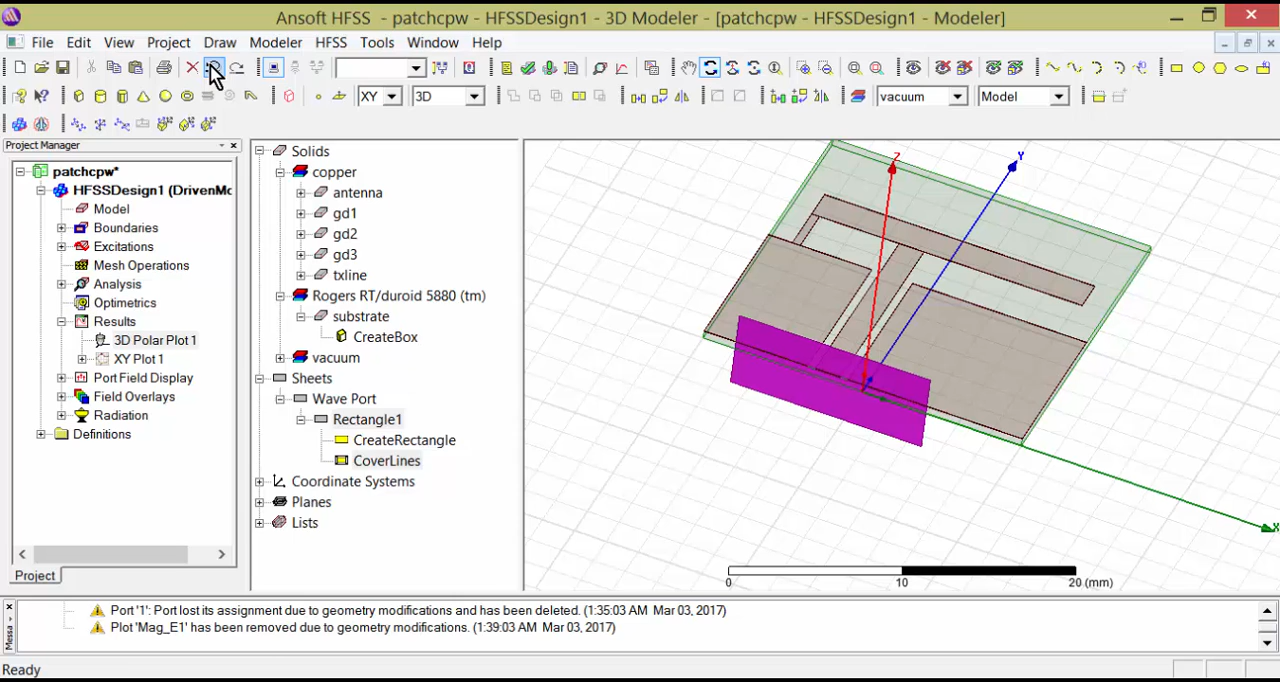 Ansoft HFSS - patchcpw - HFSSDesign1 - 3D Modeler - [patchcpw - HFSSDesign1 - Modeler]
File Edit View Project Draw Modeler HFSS Tools Window Help
XY 3D vacuum Model
Project Manager
patchcpw*
HFSSDesign1 (DrivenMo
Model
Boundaries
Excitations
Mesh Operations
Analysis
Optimetrics
Results
3D Polar Plot 1
XY Plot 1
Port Field Display
Field Overlays
Radiation
Definitions
Project
Solids
copper
antenna
gd1
gd2
gd3
txline
Rogers RT/duroid 5880 (tm)
substrate
CreateBox
vacuum
Sheets
Wave Port
Rectangle1
CreateRectangle
CoverLines
Coordinate Systems
Planes
Lists
Z
Y
X
0 10 20 (mm)
Messa
Port '1': Port lost its assignment due to geometry modifications and has been deleted. (1:35:03 AM Mar 03, 2017)
Plot 'Mag_E1' has been removed due to geometry modifications. (1:39:03 AM Mar 03, 2017)
Ready